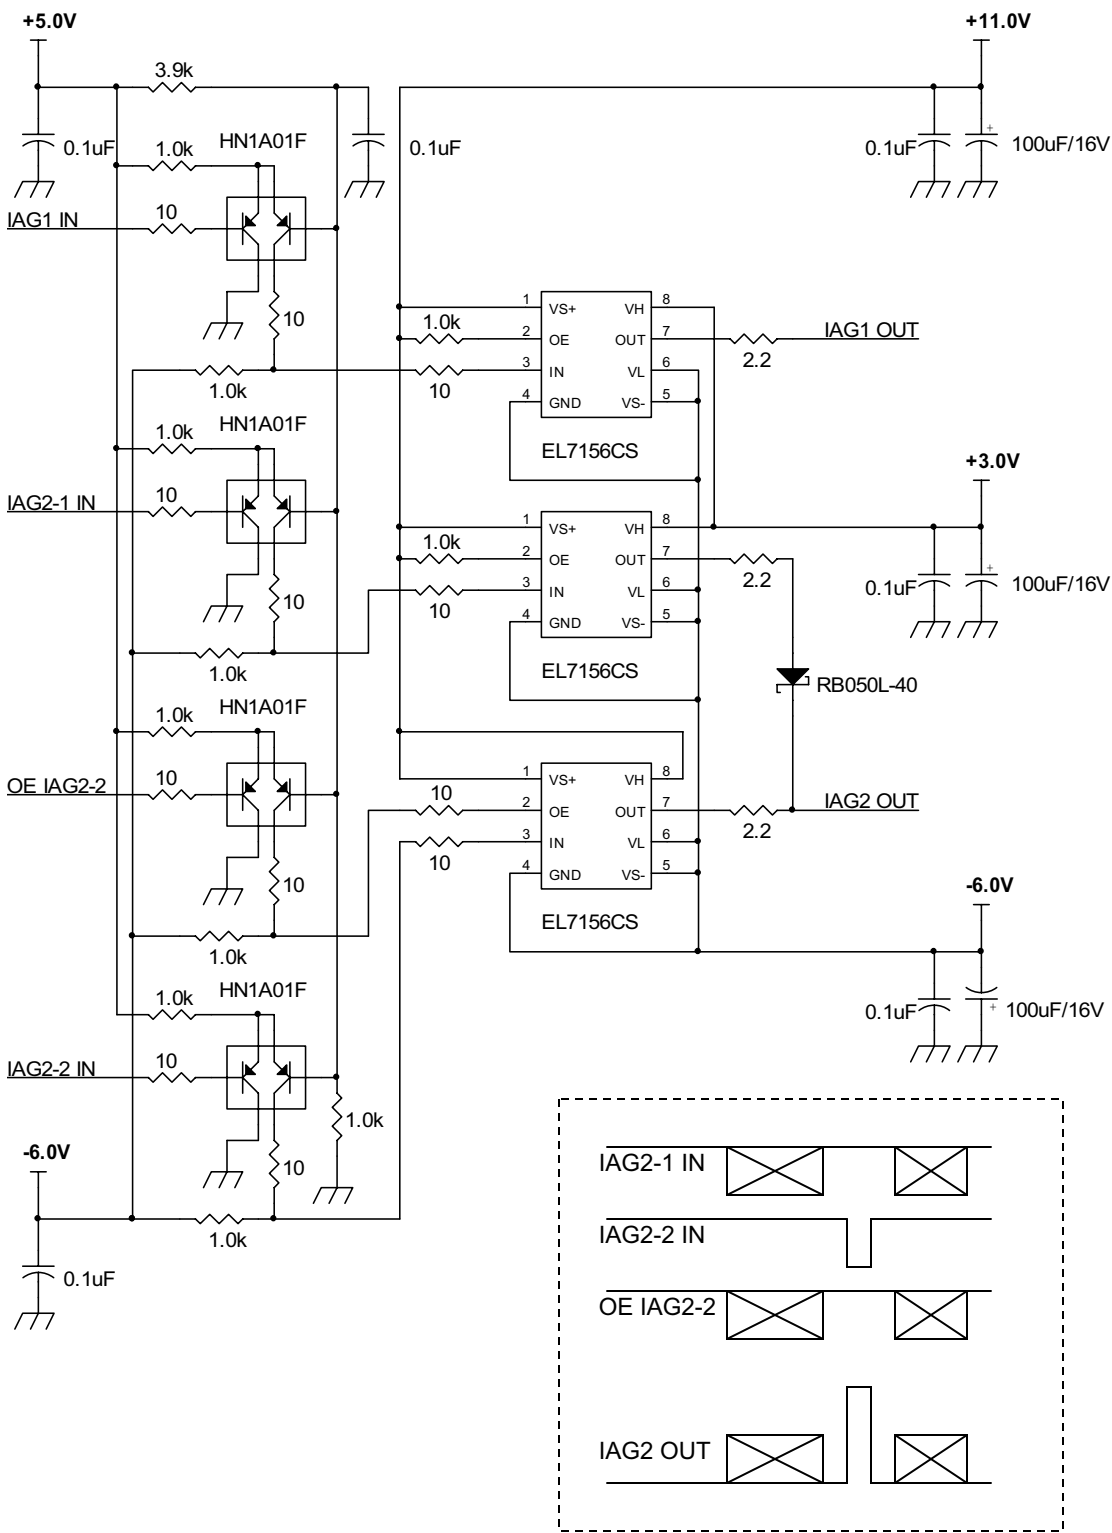 +5.0V
+11.0V
3.9k
0.1uF
1.0k
HN1A01F
0.1uF
0.1uF
+
100uF/16V
IAG1 IN
10
10
1.0k
1 VS+ VH 8
1.0k
2 OE OUT 7
IAG1 OUT
2.2
3 IN VL 6
10
4 GND VS- 5
EL7156CS
HN1A01F
1.0k
+3.0V
IAG2-1 IN
10
10
1.0k
1 VS+ VH 8
1.0k
2 OE OUT 7
2.2
3 IN VL 6
10
4 GND VS- 5
EL7156CS
0.1uF
+
100uF/16V
RB050L-40
HN1A01F
1.0k
OE IAG2-2
10
10
1.0k
1 VS+ VH 8
10
2 OE OUT 7
IAG2 OUT
2.2
3 IN VL 6
10
4 GND VS- 5
EL7156CS
-6.0V
0.1uF
+
100uF/16V
HN1A01F
1.0k
IAG2-2 IN
10
1.0k
10
1.0k
-6.0V
0.1uF
IAG2-1 IN
IAG2-2 IN
OE IAG2-2
IAG2 OUT